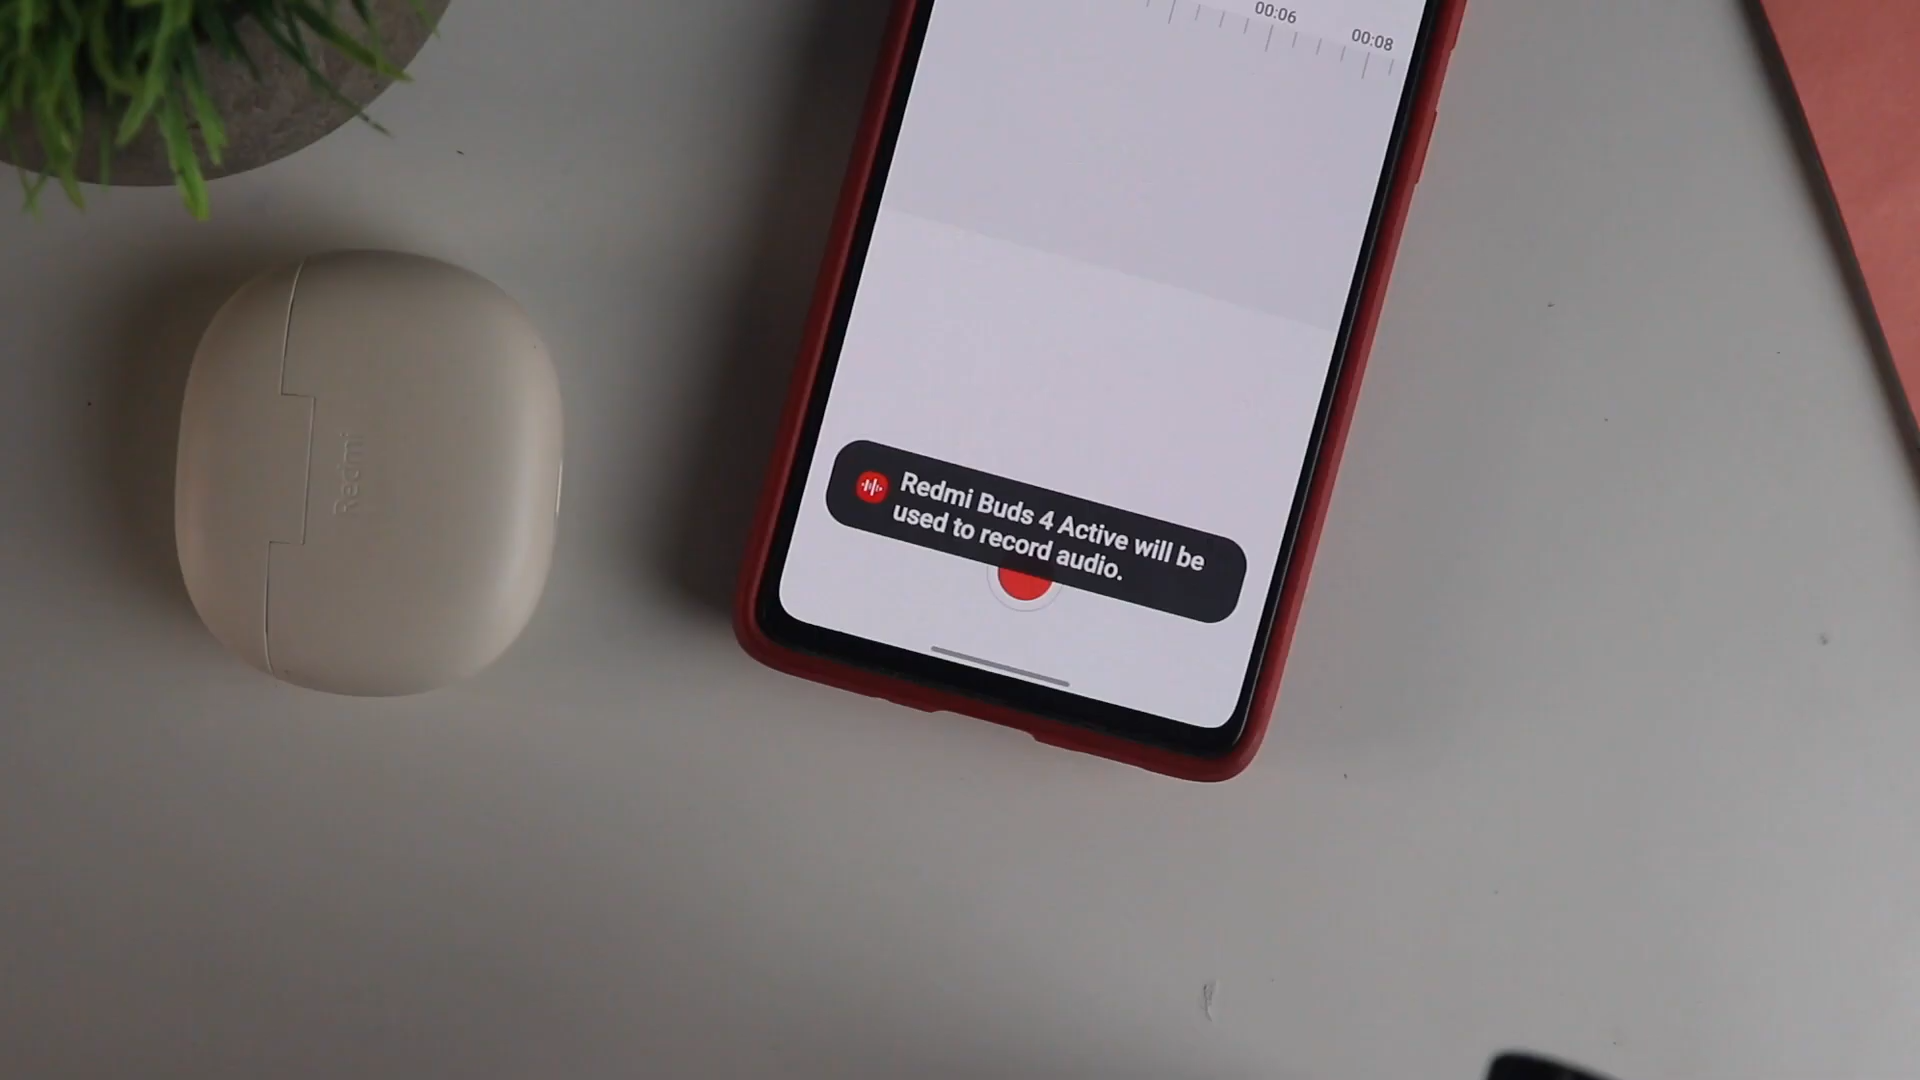 00:06
00:08
Redmi
Redmi Buds 4 Active will be
used to record audio.